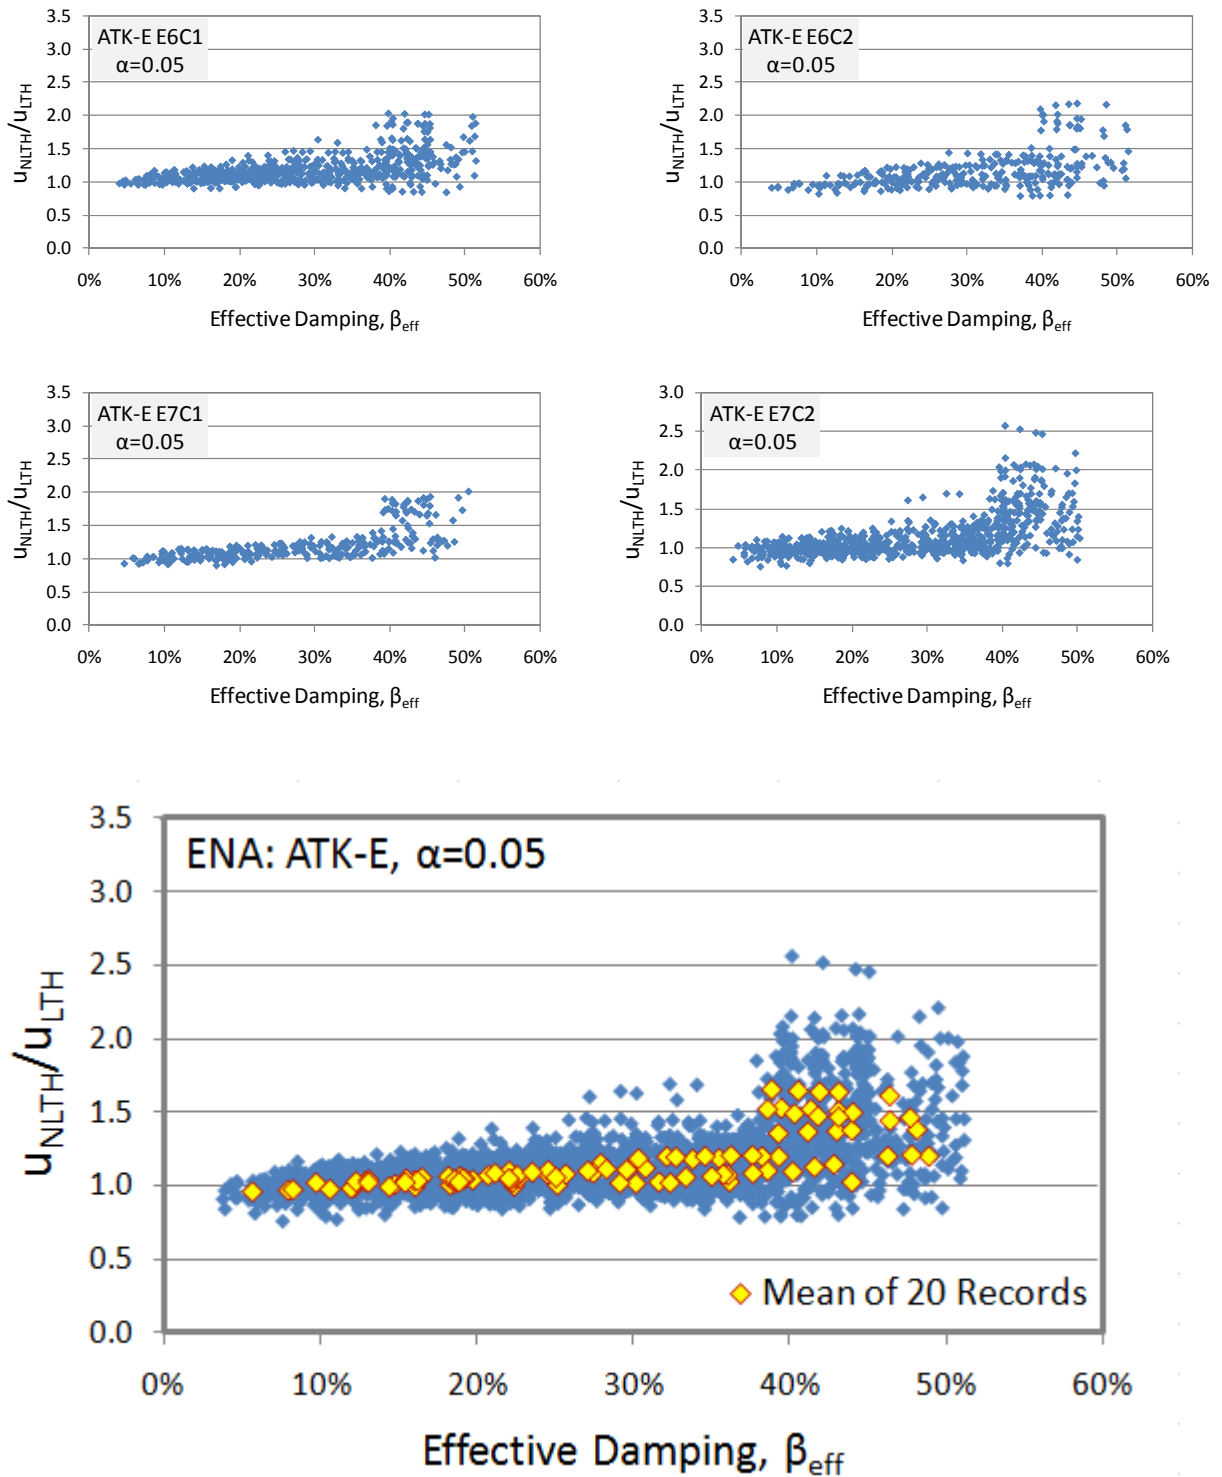 3.5
3.0
2.5
2.0
1.5
1.0
0.5
0.0
ATK-E E6C1
α=0.05
uNLTH/uLTH
0% 10% 20% 30% 40% 50% 60%
Effective Damping, βeff
3.5
3.0
2.5
2.0
1.5
1.0
0.5
0.0
ATK-E E6C2
α=0.05
uNLTH/uLTH
0% 10% 20% 30% 40% 50% 60%
Effective Damping, βeff
3.5
3.0
2.5
2.0
1.5
1.0
0.5
0.0
ATK-E E7C1
α=0.05
uNLTH/uLTH
0% 10% 20% 30% 40% 50% 60%
Effective Damping, βeff
3.0
2.5
2.0
1.5
1.0
0.5
0.0
ATK-E E7C2
α=0.05
uNLTH/uLTH
0% 10% 20% 30% 40% 50% 60%
Effective Damping, βeff
3.5
3.0
2.5
2.0
1.5
1.0
0.5
0.0
ENA: ATK-E, α=0.05
uNLTH/uLTH
Mean of 20 Records
0% 10% 20% 30% 40% 50% 60%
Effective Damping, βeff